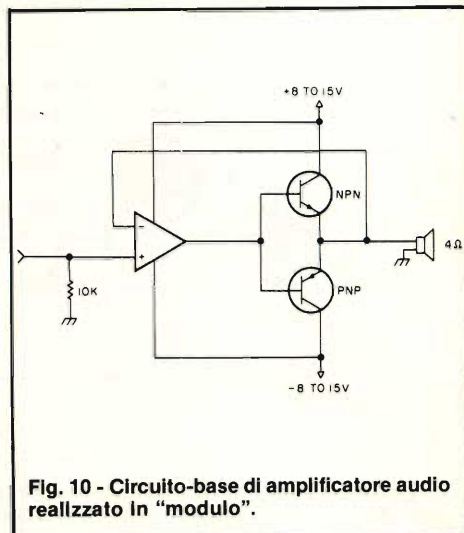 +8 TO 15V
NPN
−
+
4Ω
10K
PNP
-8 TO 15V
Fig. 10 - Circuito-base di amplificatore audio
realizzato in "modulo".